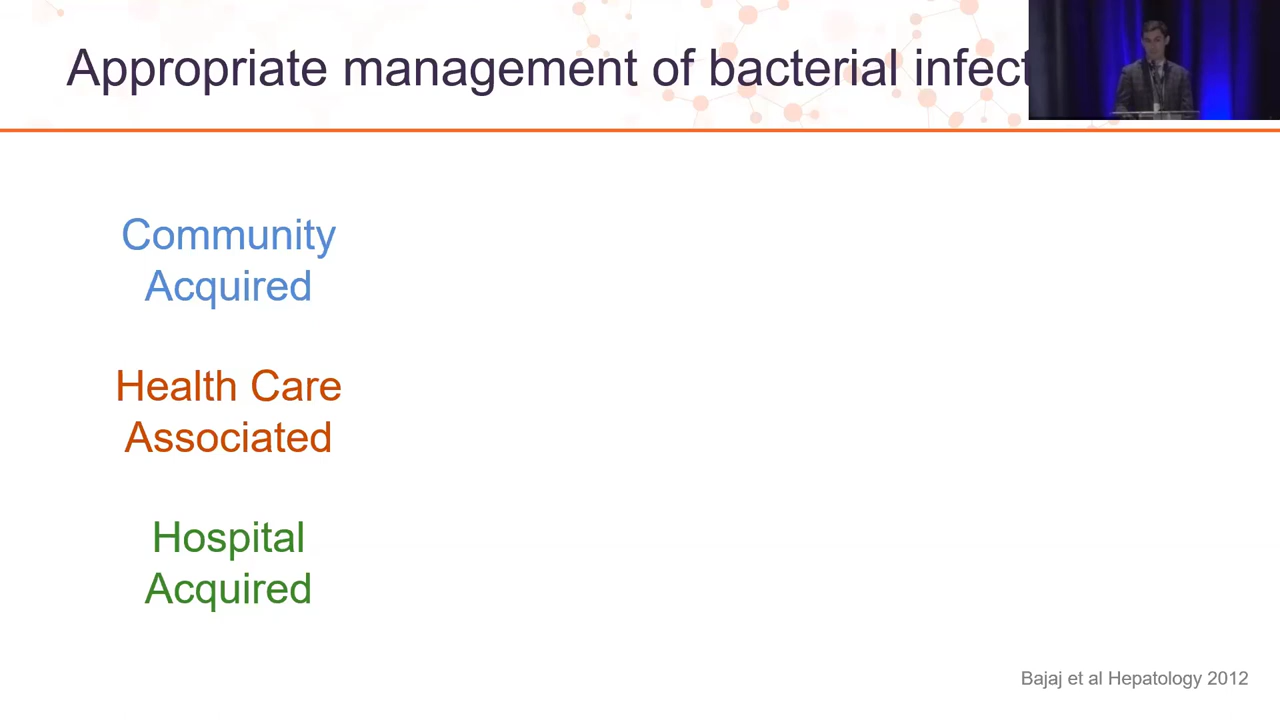 Appropriate management of bacterial infect
Community
Acquired
Health Care
Associated
Hospital
Acquired
Bajaj et al Hepatology 2012